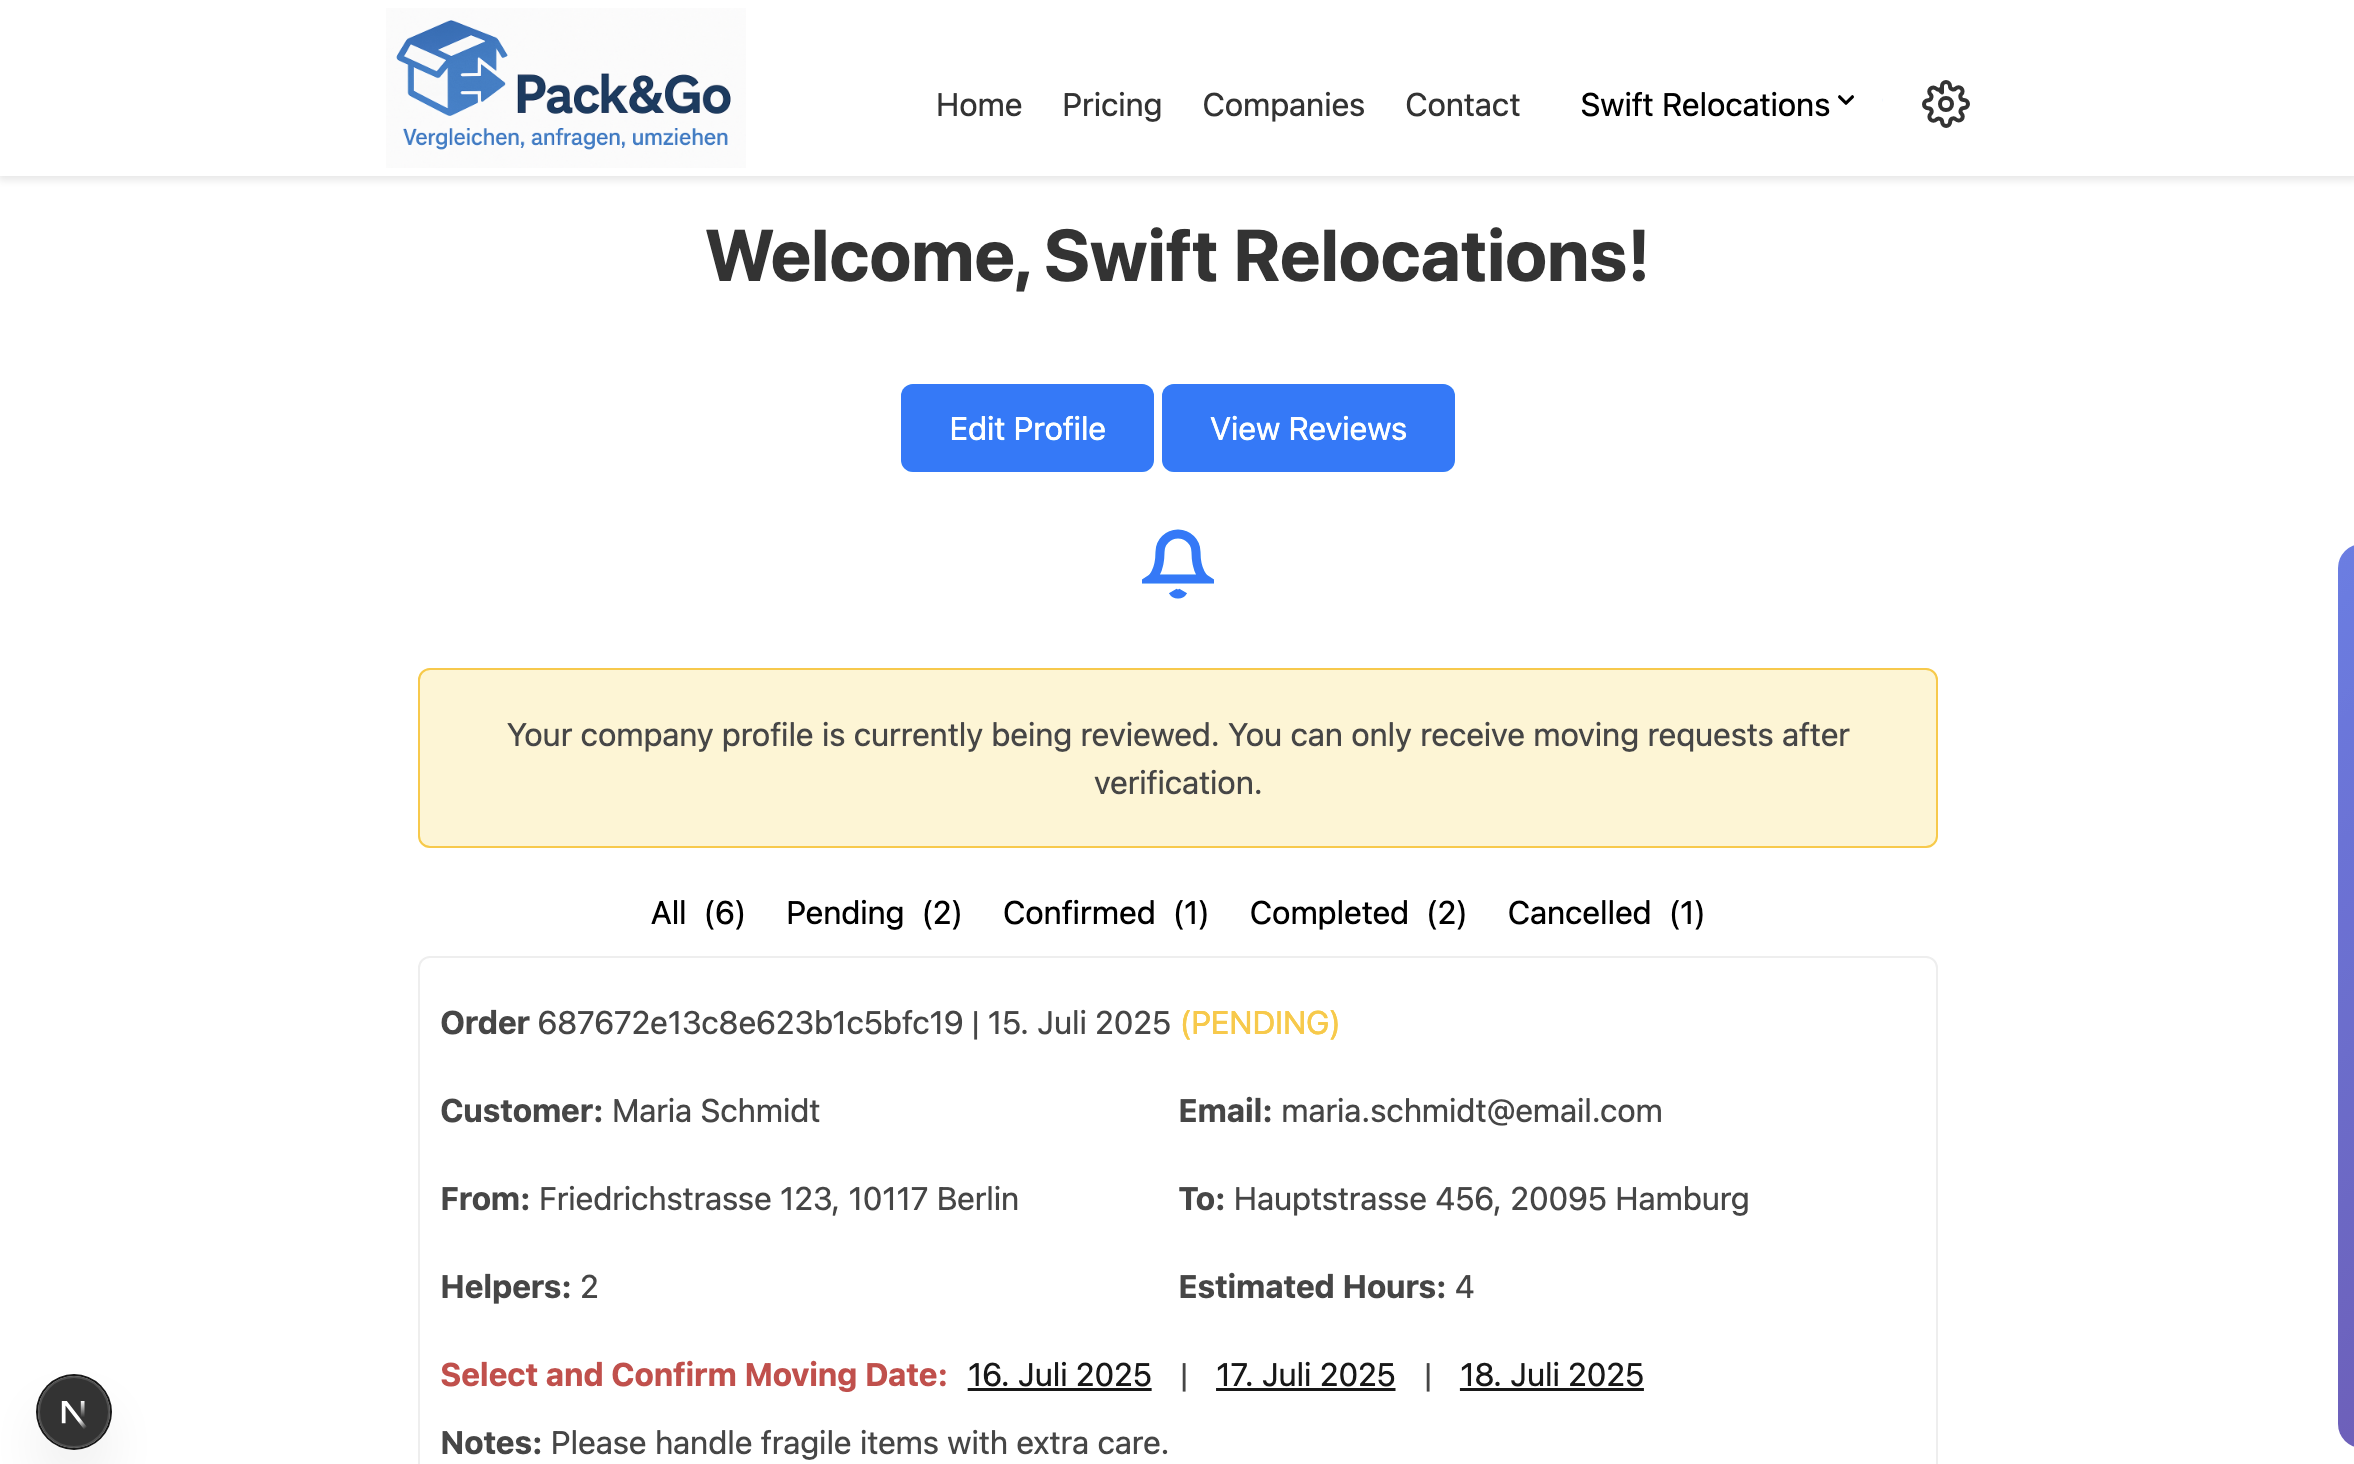 Pack&Go
Vergleichen, anfragen, umziehen
Home Pricing Companies Contact Swift Relocations
Welcome, Swift Relocations!
Edit Profile View Reviews
Your company profile is currently being reviewed. You can only receive moving requests after
verification.
All (6) Pending (2) Confirmed (1) Completed (2) Cancelled (1)
Order 687672e13c8e623b1c5bfc19 | 15. Juli 2025 (PENDING)
Customer: Maria Schmidt Email: maria.schmidt@email.com
From: Friedrichstrasse 123, 10117 Berlin To: Hauptstrasse 456, 20095 Hamburg
Helpers: 2 Estimated Hours: 4
Select and Confirm Moving Date: 16. Juli 2025 | 17. Juli 2025 | 18. Juli 2025
N
Notes: Please handle fragile items with extra care.